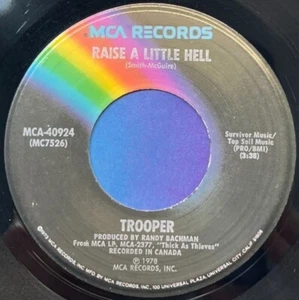 MCA RECORDS
RAISE A LITTLE HELL
(Smith-McGuire)
MCA-40924
(MC7526)
Survivor Music/
Top Soil Music
(PRO/BMI)
(3:38)
TROOPER
PRODUCED BY RANDY BACHMAN
From MCA LP, MCA-2377, "Thick As Thieves"
RECORDED IN CANADA
℗ 1978
MCA RECORDS, INC.